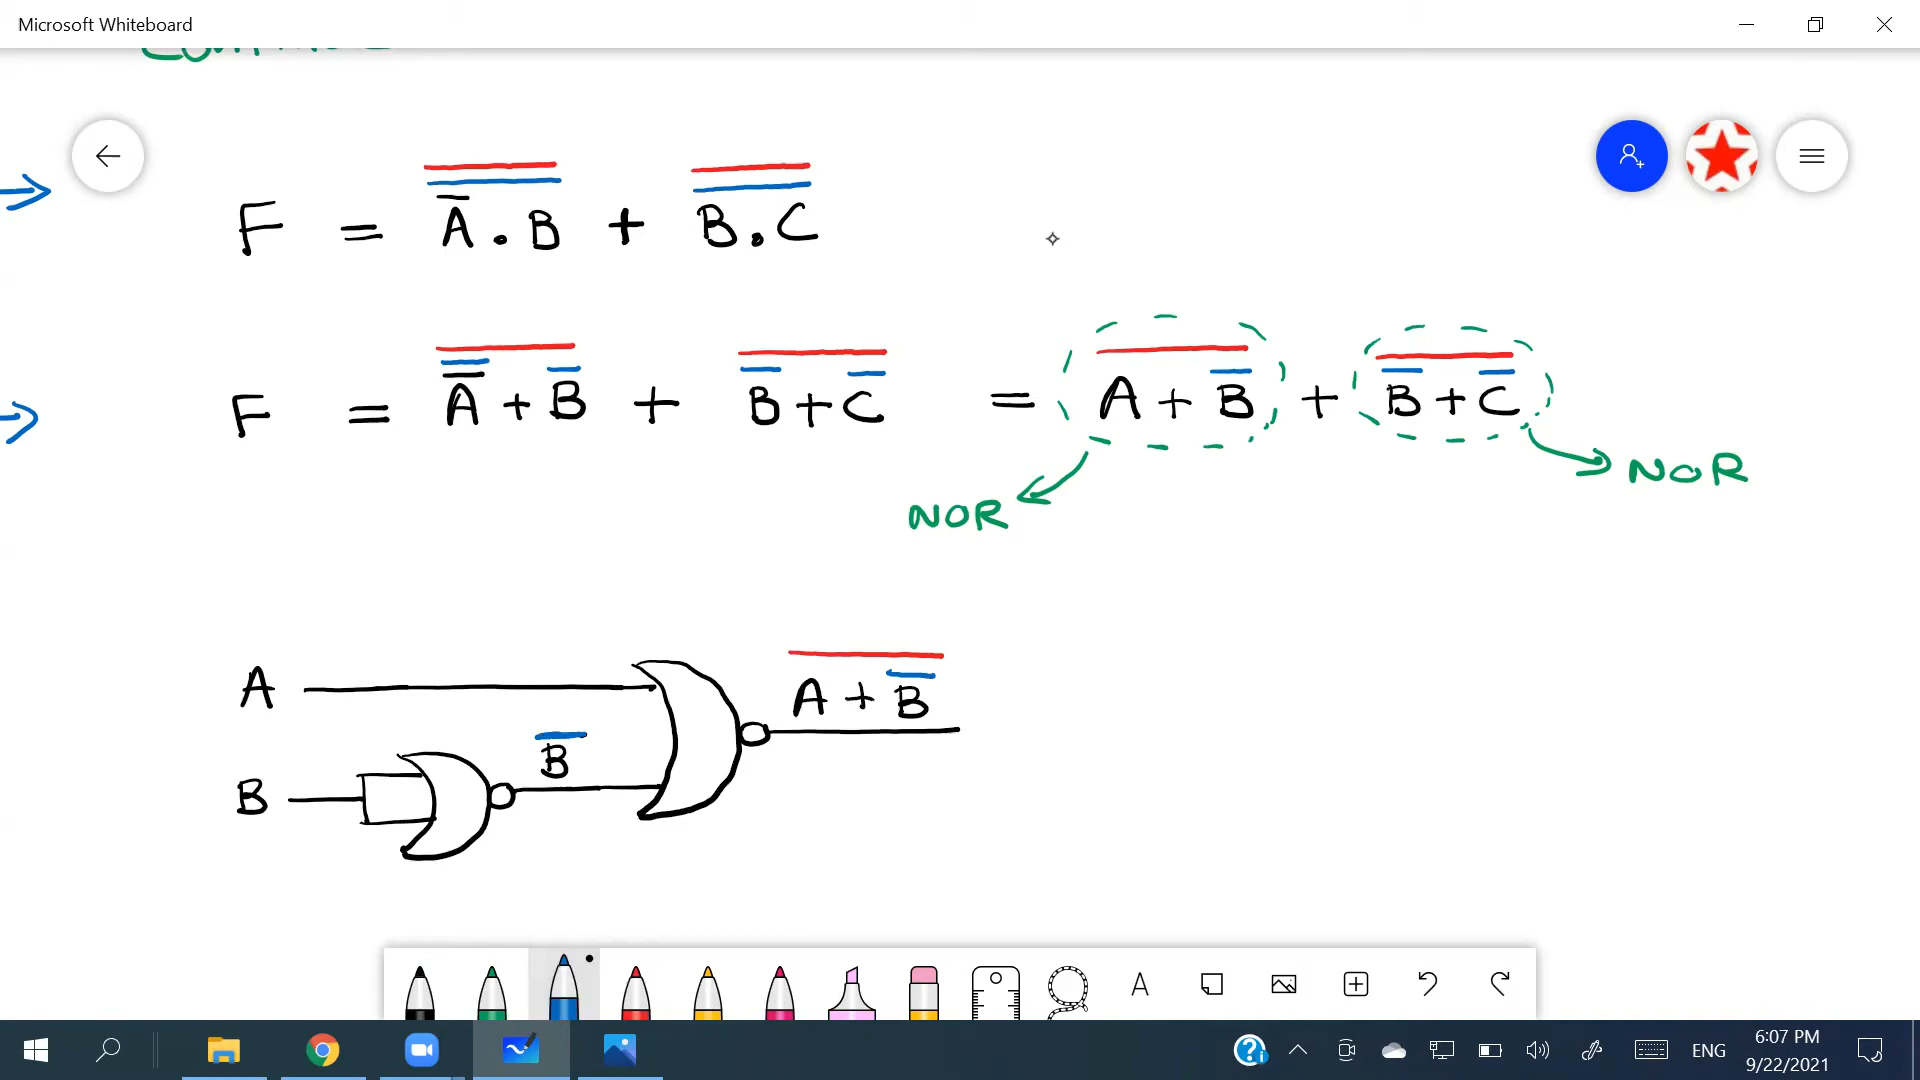 Microsoft Whiteboard
F = A̿̅ . B̿ + B̿.̿C̿
F = A̿̅ + B̅ + B̅ + C̅ = A + B̅ + B̅ + C̅
NOR
NOR
A
A + B̅
B̅
B
A
ENG
6:07 PM
9/22/2021